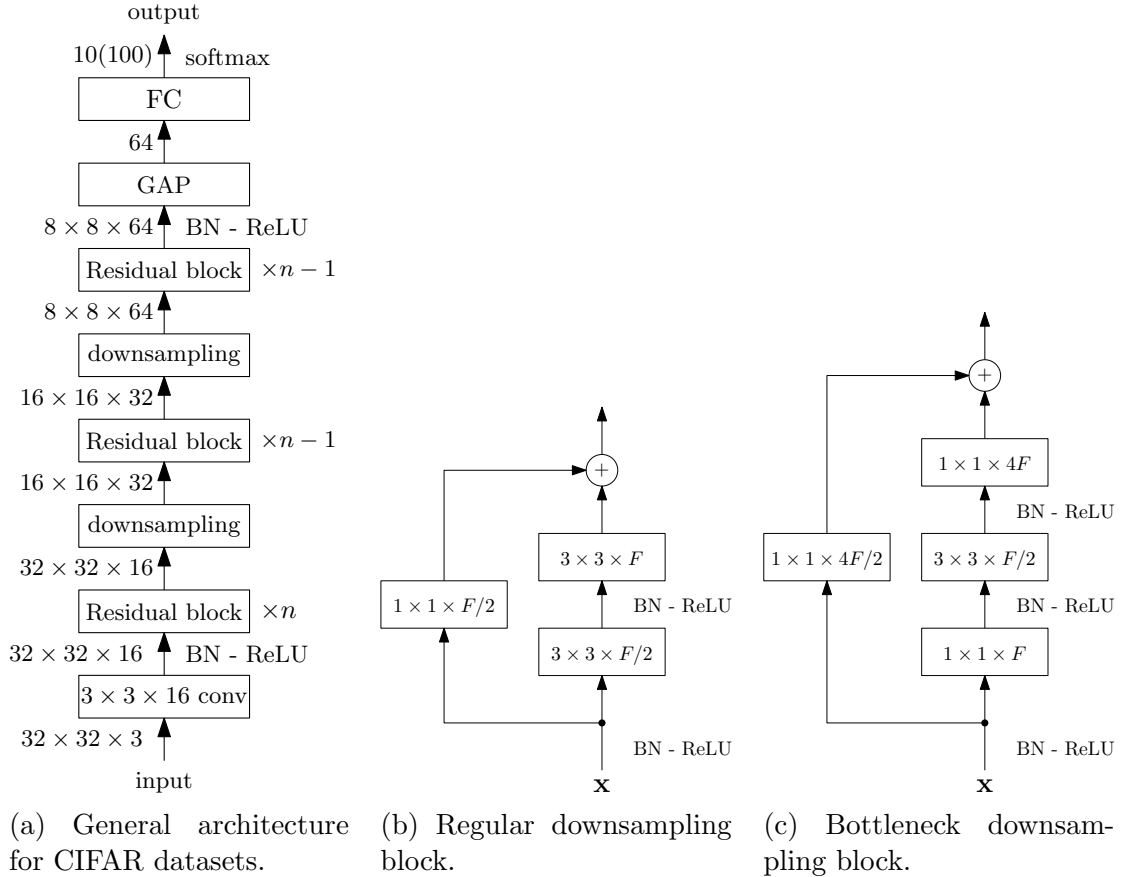 output
10(100) softmax
FC
64
GAP
8 × 8 × 64 BN - ReLU
Residual block ×n − 1
8 × 8 × 64
downsampling
16 × 16 × 32
Residual block ×n − 1
16 × 16 × 32
downsampling
32 × 32 × 16
Residual block ×n
32 × 32 × 16 BN - ReLU
3 × 3 × 16 conv
32 × 32 × 3
input
(a) General architecture
for CIFAR datasets.
+
3 × 3 × F
BN - ReLU
1 × 1 × F/2
3 × 3 × F/2
BN - ReLU
x
(b) Regular downsampling
block.
+
1 × 1 × 4F
BN - ReLU
1 × 1 × 4F/2
3 × 3 × F/2
BN - ReLU
1 × 1 × F
BN - ReLU
x
(c) Bottleneck downsam-
pling block.